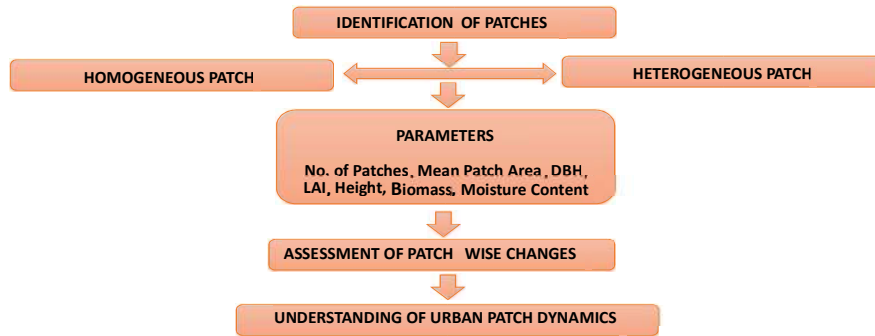 IDENTIFICATION OF PATCHES
HOMOGENEOUS PATCH
HETEROGENEOUS PATCH
PARAMETERS
No. of Patches, Mean Patch Area, DBH,
LAI, Height, Biomass, Moisture Content
ASSESSMENT OF PATCH WISE CHANGES
UNDERSTANDING OF URBAN PATCH DYNAMICS